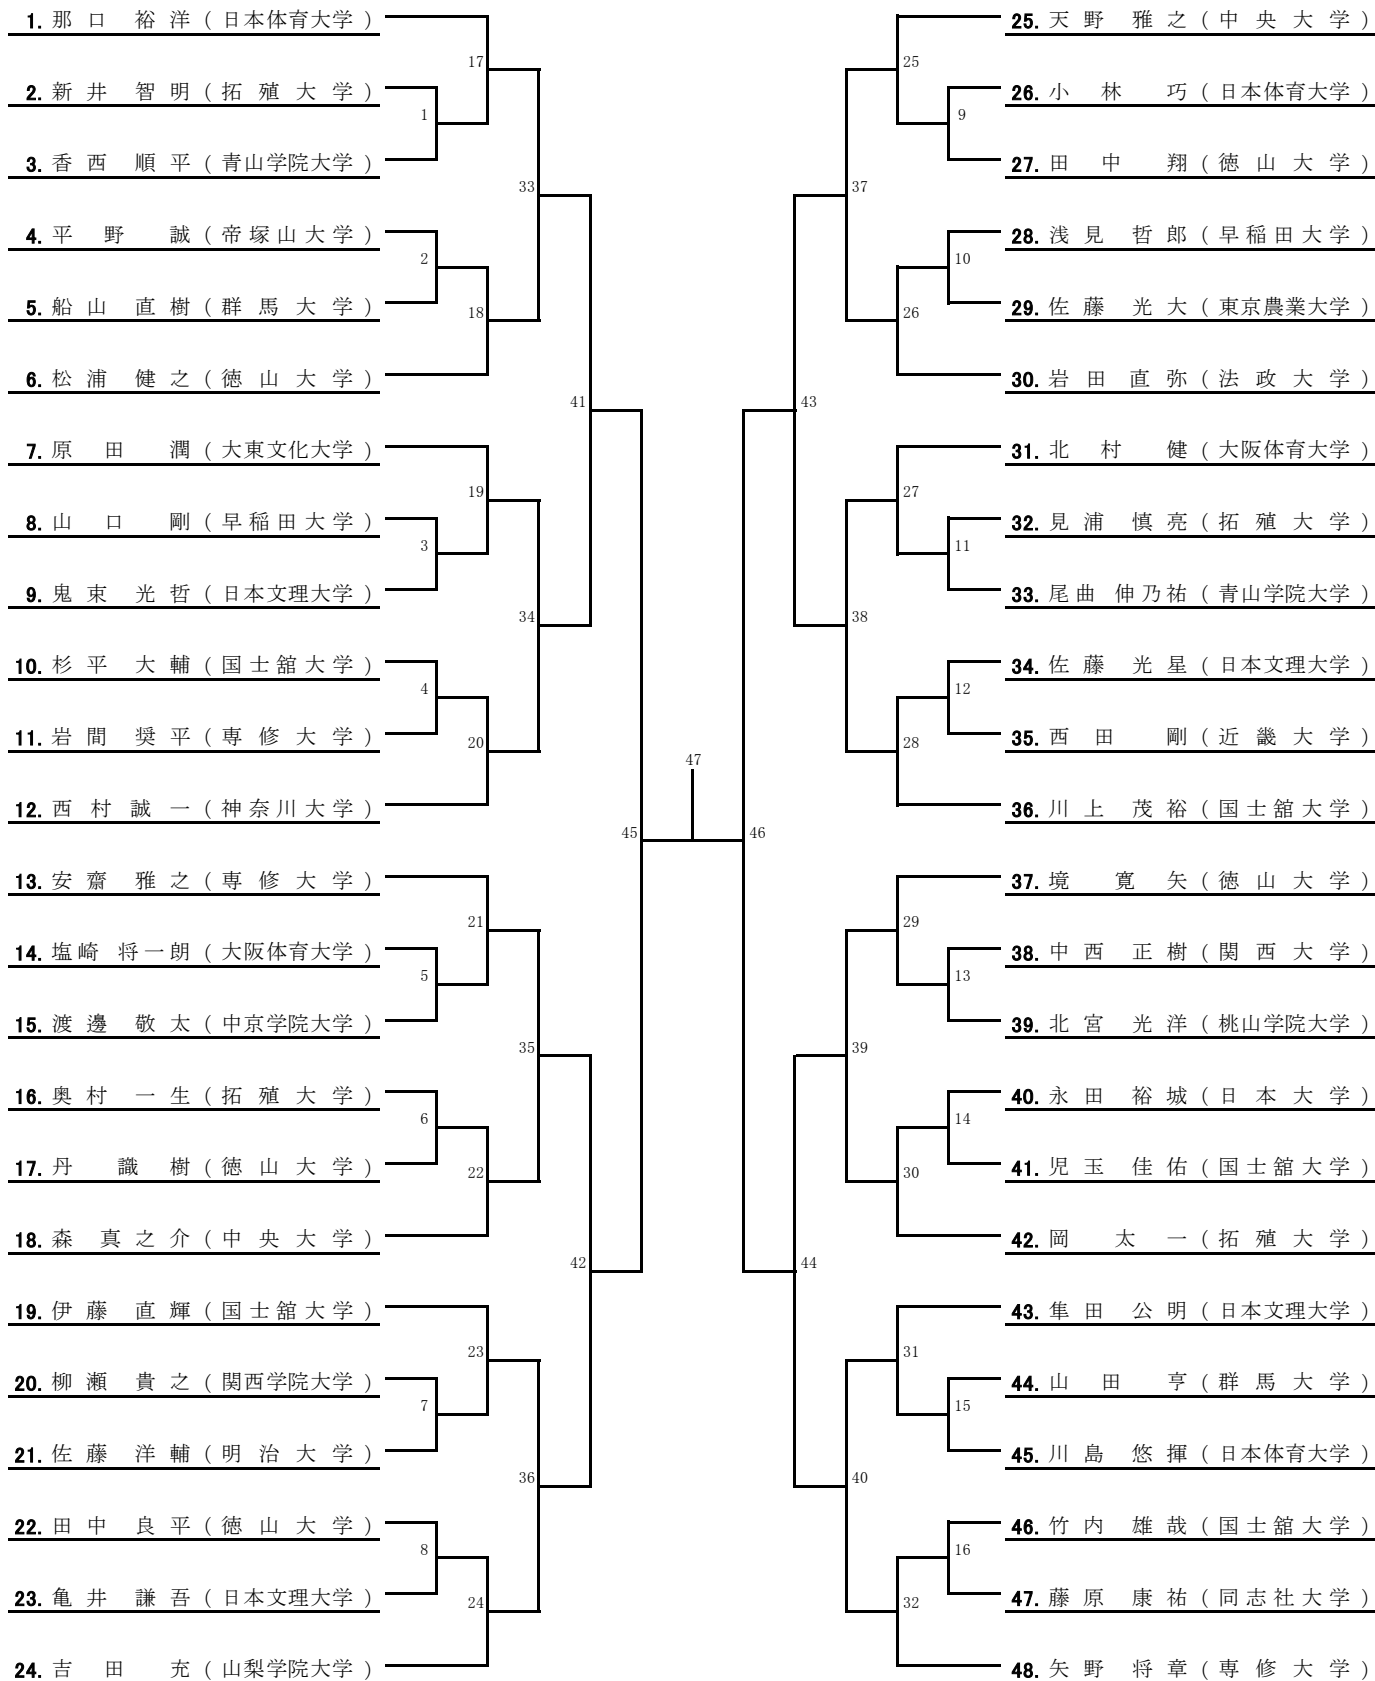 1. 那口 裕洋 ( 日本体育大学 )
2. 新井 智明 ( 拓殖大学 )
3. 香西 順平 ( 青山学院大学 )
4. 平野 誠 ( 帝塚山大学 )
5. 船山 直樹 ( 群馬大学 )
6. 松浦 健之 ( 徳山大学 )
7. 原田 潤 ( 大東文化大学 )
8. 山口 剛 ( 早稲田大学 )
9. 鬼束 光哲 ( 日本文理大学 )
10. 杉平 大輔 ( 国士舘大学 )
11. 岩間 奨平 ( 専修大学 )
12. 西村 誠一 ( 神奈川大学 )
13. 安齋 雅之 ( 専修大学 )
14. 塩崎 将一朗 ( 大阪体育大学 )
15. 渡邊 敬太 ( 中京学院大学 )
16. 奥村 一生 ( 拓殖大学 )
17. 丹 識樹 ( 徳山大学 )
18. 森 真之介 ( 中央大学 )
19. 伊藤 直輝 ( 国士舘大学 )
20. 柳瀬 貴之 ( 関西学院大学 )
21. 佐藤 洋輔 ( 明治大学 )
22. 田中 良平 ( 徳山大学 )
23. 亀井 謙吾 ( 日本文理大学 )
24. 吉田 充 ( 山梨学院大学 )
1
2
3
4
5
6
7
8
17
18
19
20
21
22
23
24
33
34
35
36
41
42
45
47
46
43
44
37
38
39
40
25
26
27
28
29
30
31
32
9
10
11
12
13
14
15
16
25. 天野 雅之 ( 中央大学 )
26. 小林 巧 ( 日本体育大学 )
27. 田中 翔 ( 徳山大学 )
28. 浅見 哲郎 ( 早稲田大学 )
29. 佐藤 光大 ( 東京農業大学 )
30. 岩田 直弥 ( 法政大学 )
31. 北村 健 ( 大阪体育大学 )
32. 見浦 慎亮 ( 拓殖大学 )
33. 尾曲 伸乃祐 ( 青山学院大学 )
34. 佐藤 光星 ( 日本文理大学 )
35. 西田 剛 ( 近畿大学 )
36. 川上 茂裕 ( 国士舘大学 )
37. 境 寛矢 ( 徳山大学 )
38. 中西 正樹 ( 関西大学 )
39. 北宮 光洋 ( 桃山学院大学 )
40. 永田 裕城 ( 日本大学 )
41. 児玉 佳佑 ( 国士舘大学 )
42. 岡 太一 ( 拓殖大学 )
43. 隼田 公明 ( 日本文理大学 )
44. 山田 亨 ( 群馬大学 )
45. 川島 悠揮 ( 日本体育大学 )
46. 竹内 雄哉 ( 国士舘大学 )
47. 藤原 康祐 ( 同志社大学 )
48. 矢野 将章 ( 専修大学 )